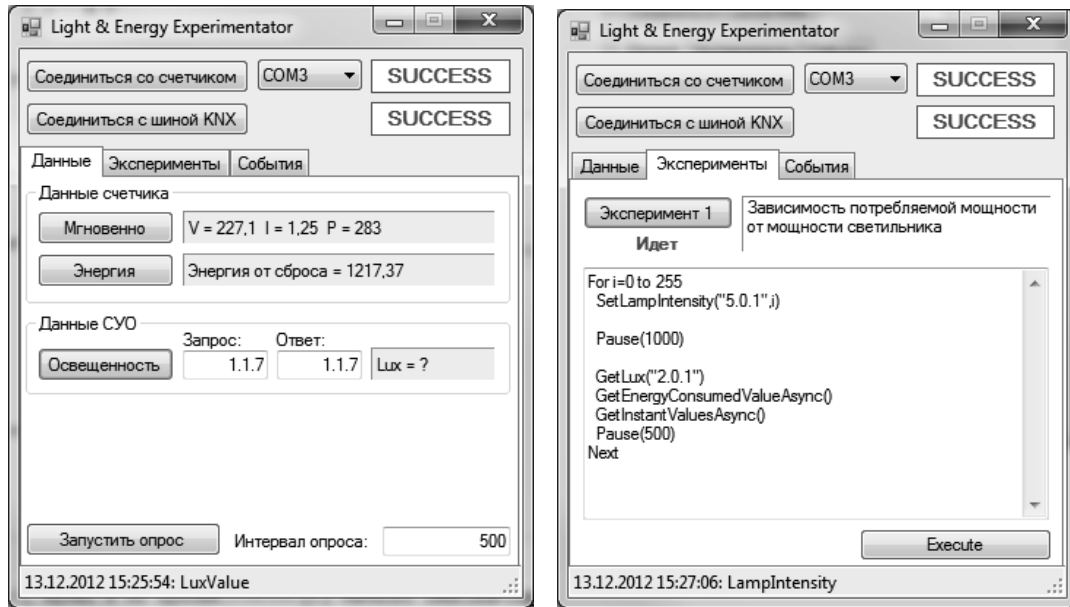 Light & Energy Experimentator
Соединиться со счетчиком COM3 SUCCESS
Соединиться с шиной KNX SUCCESS
Данные Эксперименты События
Данные счетчика
Мгновенно V = 227,1 I = 1,25 P = 283
Энергия Энергия от сброса = 1217,37
Данные СУО
Запрос: Ответ:
Освещенность 1.1.7 1.1.7 Lux = ?
Запустить опрос Интервал опроса: 500
13.12.2012 15:25:54: LuxValue
Light & Energy Experimentator
Соединиться со счетчиком COM3 SUCCESS
Соединиться с шиной KNX SUCCESS
Данные Эксперименты События
Эксперимент 1 Зависимость потребляемой мощности
Идет от мощности светильника
For i=0 to 255
SetLampIntensity("5.0.1",i)
Pause(1000)
GetLux("2.0.1")
GetEnergyConsumedValueAsync()
GetInstantValuesAsync()
Pause(500)
Next
Execute
13.12.2012 15:27:06: LampIntensity